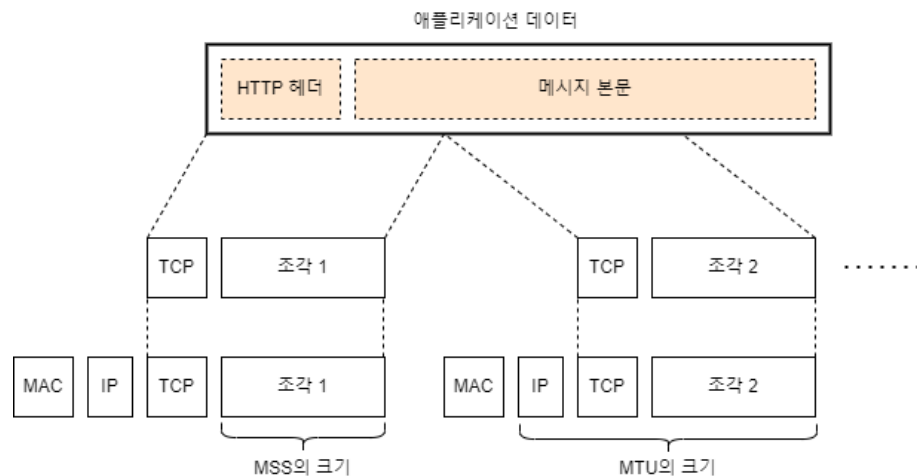 애플리케이션 데이터
HTTP 헤더
메시지 본문
TCP
조각 1
TCP
조각 2
MAC
IP
TCP
조각 1
MAC
IP
TCP
조각 2
MSS의 크기
MTU의 크기